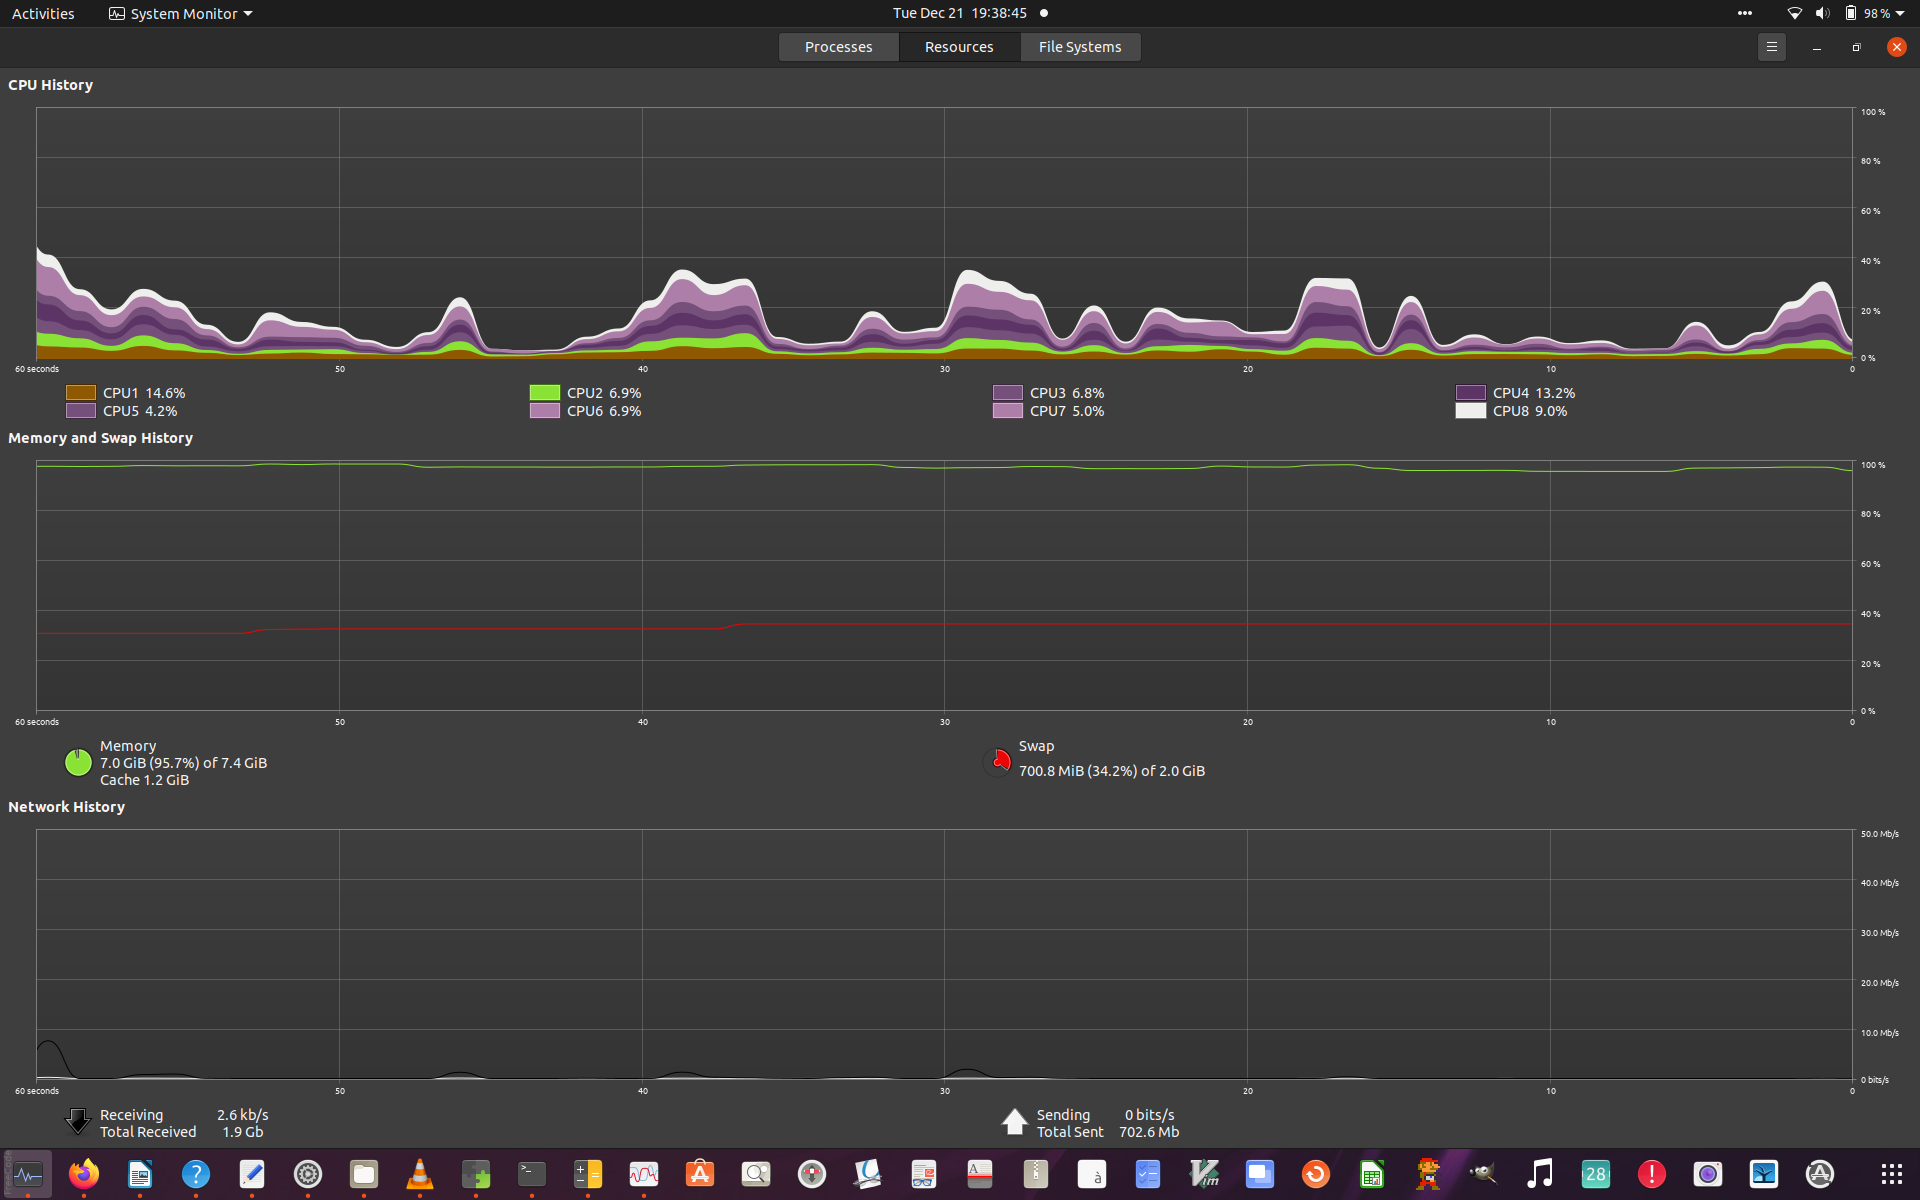 Activities
System Monitor
Tue Dec 21 19:38:45
98 %
Processes
Resources
File Systems
CPU History
100 %
80 %
60 %
40 %
20 %
0 %
60 seconds 50 40 30 20 10 0
CPU1 14.6% CPU2 6.9% CPU3 6.8% CPU4 13.2%
CPU5 4.2% CPU6 6.9% CPU7 5.0% CPU8 9.0%
Memory and Swap History
100 %
80 %
60 %
40 %
20 %
0 %
60 seconds 50 40 30 20 10 0
Memory
7.0 GiB (95.7%) of 7.4 GiB
Cache 1.2 GiB
Swap
700.8 MiB (34.2%) of 2.0 GiB
Network History
50.0 Mb/s
40.0 Mb/s
30.0 Mb/s
20.0 Mb/s
10.0 Mb/s
0 bits/s
60 seconds 50 40 30 20 10 0
Receiving 2.6 kb/s
Total Received 1.9 Gb
Sending 0 bits/s
Total Sent 702.6 Mb
28